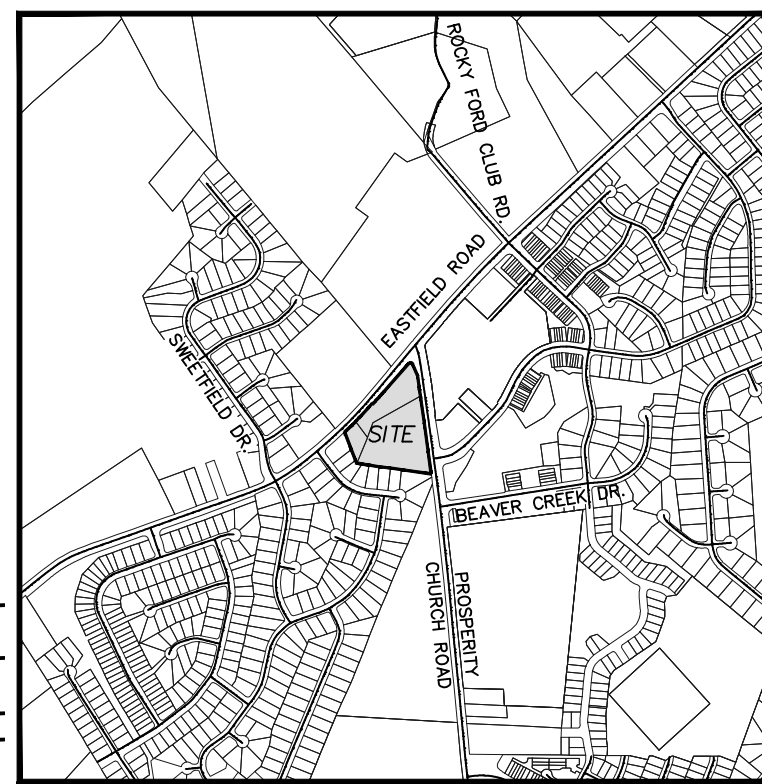 ROCKY FORD CLUB RD.
EASTFIELD ROAD
SWEETFIELD DR.
SITE
BEAVER CREEK DR.
PROSPERITY
CHURCH ROAD